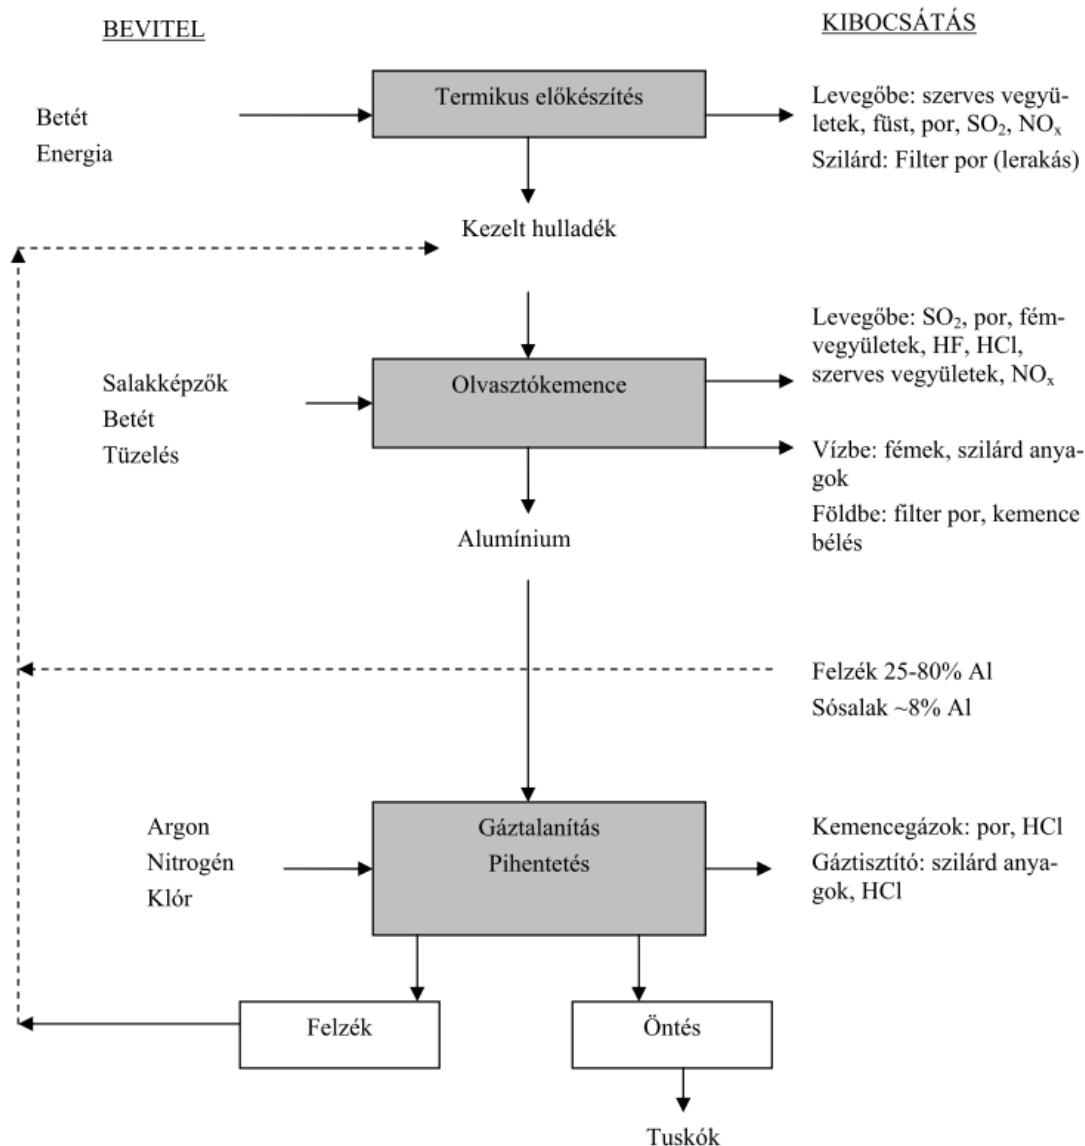 BEVITEL
KIBOCSÁTÁS
Termikus előkészítés
Betét
Energia
Levegőbe: szerves vegyü-
letek, füst, por, SO₂, NOₓ
Szilárd: Filter por (lerakás)
Kezelt hulladék
Levegőbe: SO₂, por, fém-
vegyületek, HF, HCl,
szerves vegyületek, NOₓ
Salakképzők
Betét
Tüzelés
Olvasztókemence
Vízbe: fémek, szilárd anya-
gok
Földbe: filter por, kemence
bélés
Alumínium
Felzék 25-80% Al
Sósalak ~8% Al
Argon
Nitrogén
Klór
Gáztalanítás
Pihentetés
Kemencegázok: por, HCl
Gáztisztító: szilárd anya-
gok, HCl
Felzék
Öntés
Tuskók